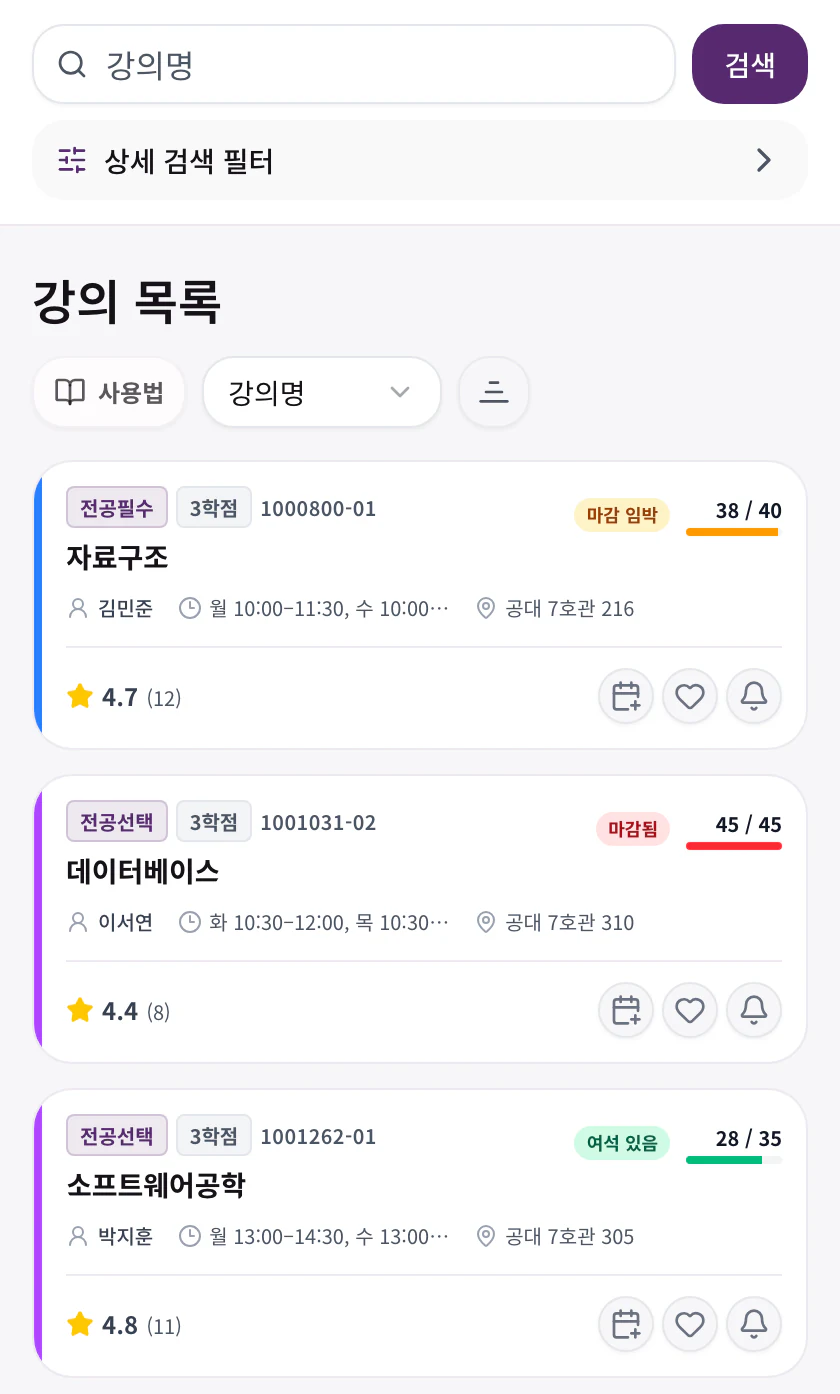 강의명
검색
상세 검색 필터
강의 목록
사용법
강의명
전공필수 3학점 1000800-01 마감 임박 38 / 40
자료구조
김민준 월 10:00–11:30, 수 10:00⋯ 공대 7호관 216
4.7 (12)
전공선택 3학점 1001031-02 마감됨 45 / 45
데이터베이스
이서연 화 10:30–12:00, 목 10:30⋯ 공대 7호관 310
4.4 (8)
전공선택 3학점 1001262-01 여석 있음 28 / 35
소프트웨어공학
박지훈 월 13:00–14:30, 수 13:00⋯ 공대 7호관 305
4.8 (11)